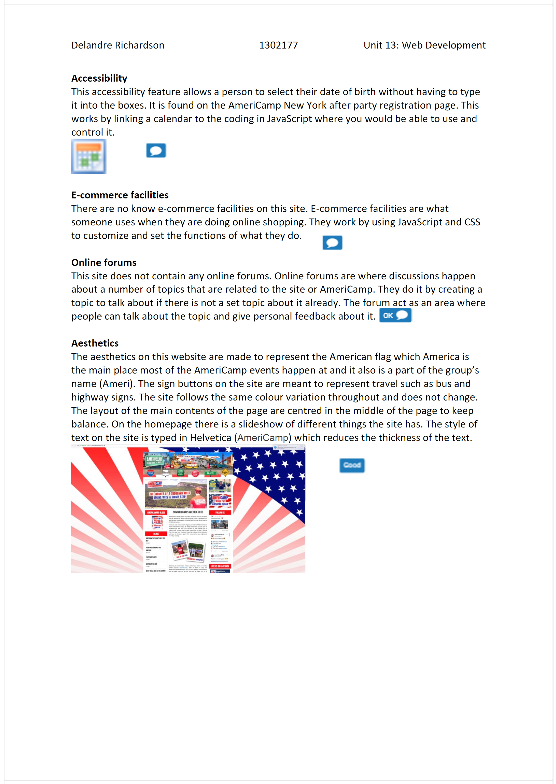 Delandre Richardson 1302177 Unit 13: Web Development
Accessibility
This accessibility feature allows a person to select their date of birth without having to type
it into the boxes. It is found on the AmeriCamp New York after party registration page. This
works by linking a calendar to the coding in JavaScript where you would be able to use and
control it.
E-commerce facilities
There are no know e-commerce facilities on this site. E-commerce facilities are what
someone uses when they are doing online shopping. They work by using JavaScript and CSS
to customize and set the functions of what they do.
Online forums
This site does not contain any online forums. Online forums are where discussions happen
about a number of topics that are related to the site or AmeriCamp. They do it by creating a
topic to talk about if there is not a set topic about it already. The forum act as an area where
people can talk about the topic and give personal feedback about it. OK
Aesthetics
The aesthetics on this website are made to represent the American flag which America is
the main place most of the AmeriCamp events happen at and it also is a part of the group’s
name (Ameri). The sign buttons on the site are meant to represent travel such as bus and
highway signs. The site follows the same colour variation throughout and does not change.
The layout of the main contents of the page are centred in the middle of the page to keep
balance. On the homepage there is a slideshow of different things the site has. The style of
text on the site is typed in Helvetica (AmeriCamp) which reduces the thickness of the text.
Good